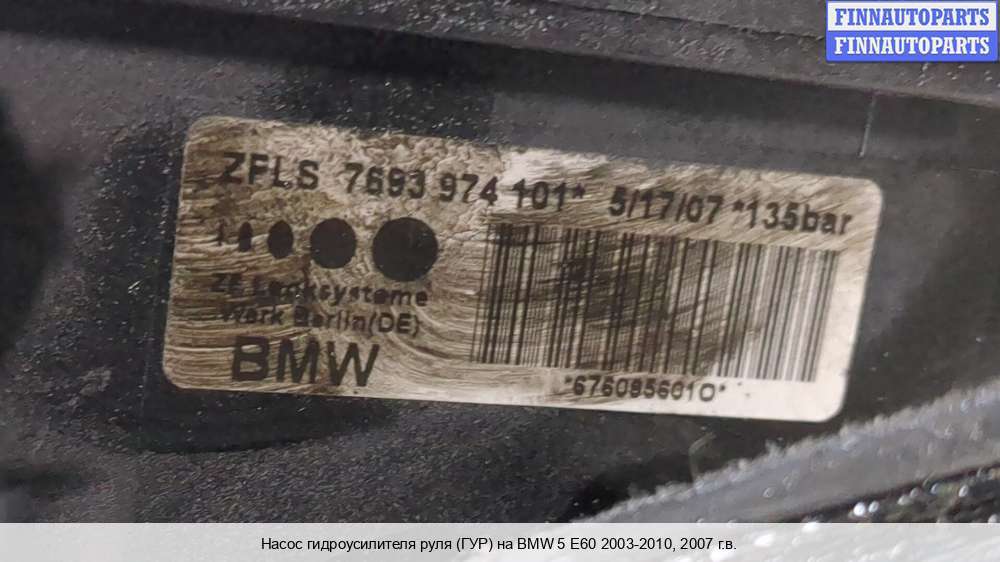 FINNAUTOPARTS
FINNAUTOPARTS
ZFLS 7693 974 101* 5/17/07 *135bar
ZF Lenksysteme
Werk Berlin(DE)
BMW
*676085601O*
Насос гидроусилителя руля (ГУР) на BMW 5 E60 2003-2010, 2007 г.в.